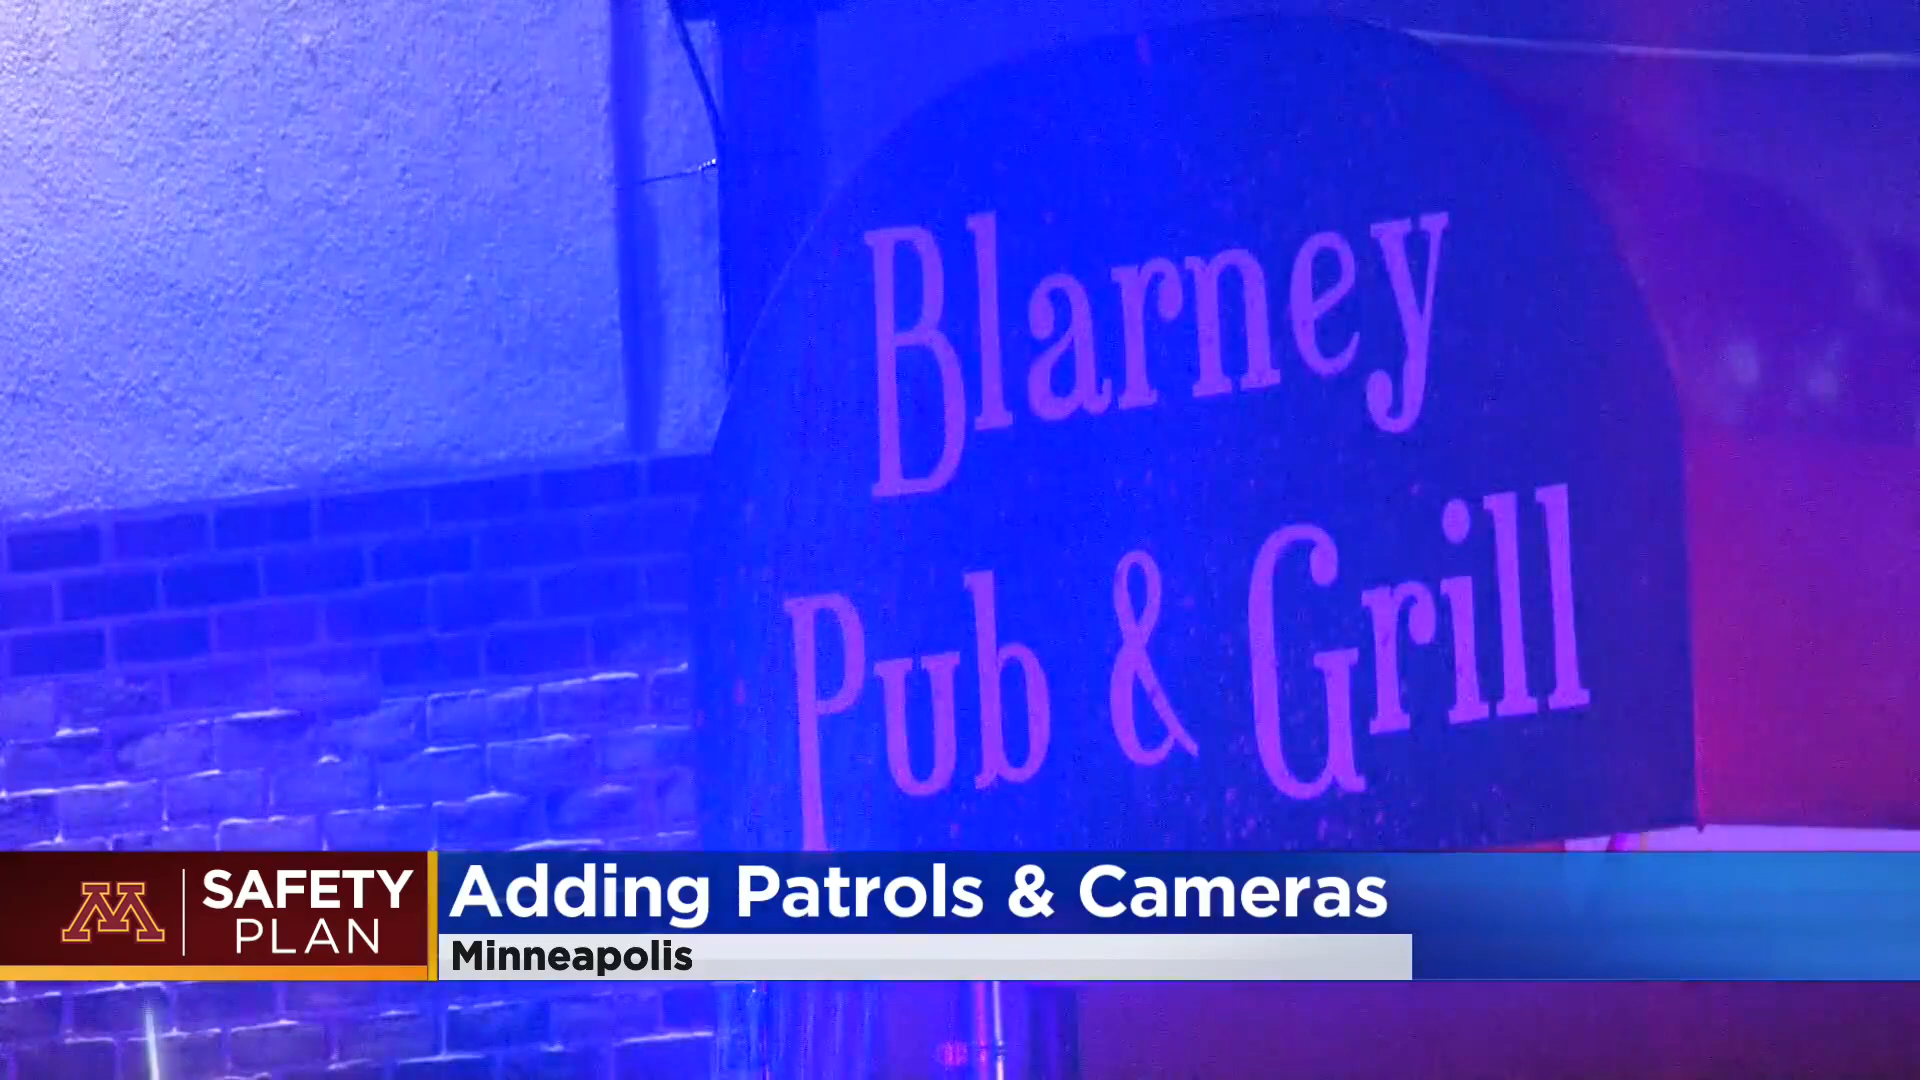 Blarney
Pub & Grill
M
SAFETY
PLAN
Adding Patrols & Cameras
Minneapolis